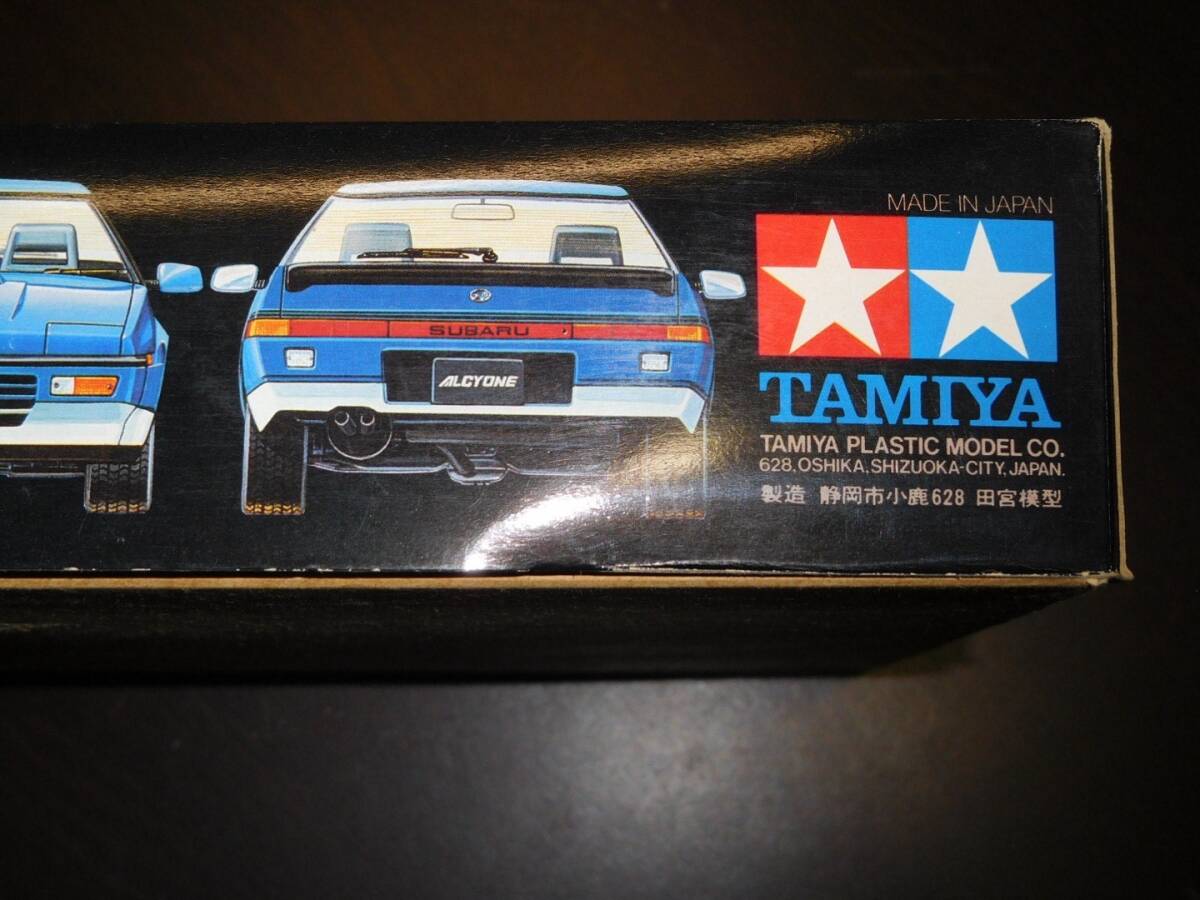 MADE IN JAPAN
SUBARU
ALCYONE
TAMIYA
TAMIYA PLASTIC MODEL CO.
628, OSHIKA, SHIZUOKA-CITY, JAPAN.
製造 静岡市小鹿628 田宮模型